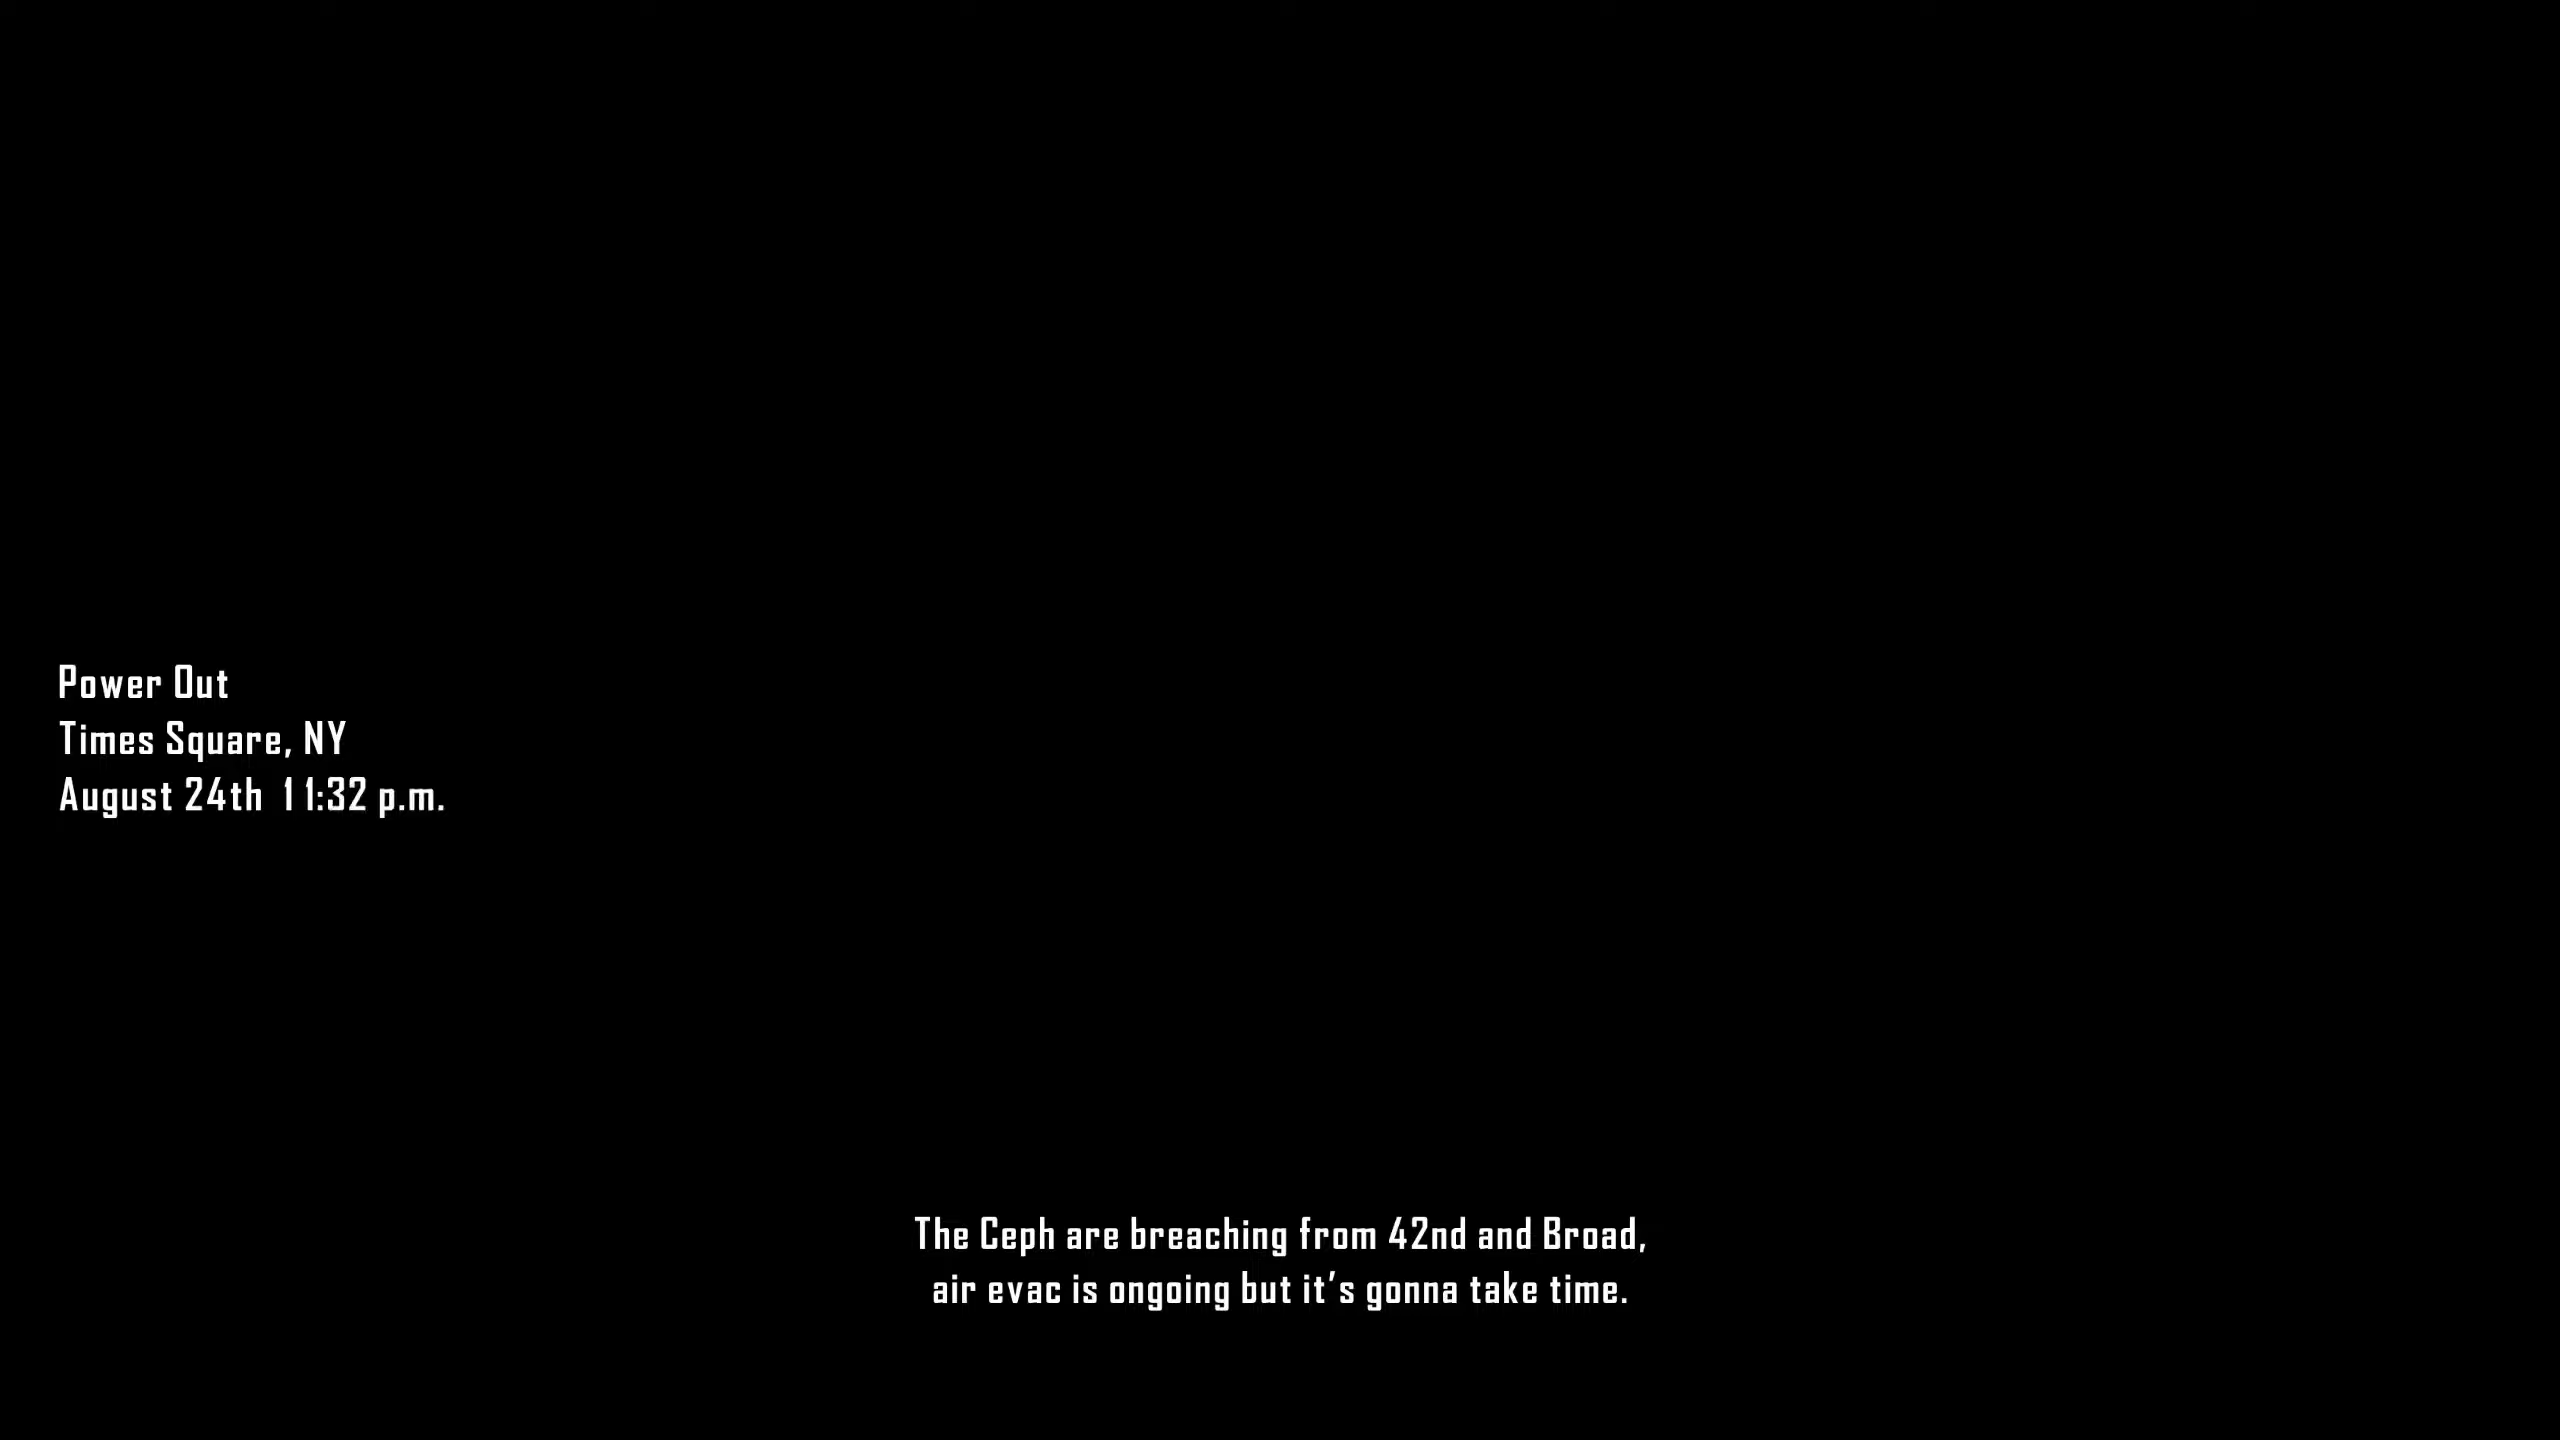 Power Out
Times Square, NY
August 24th 11:32 p.m.
The Ceph are breaching from 42nd and Broad,
air evac is ongoing but it's gonna take time.